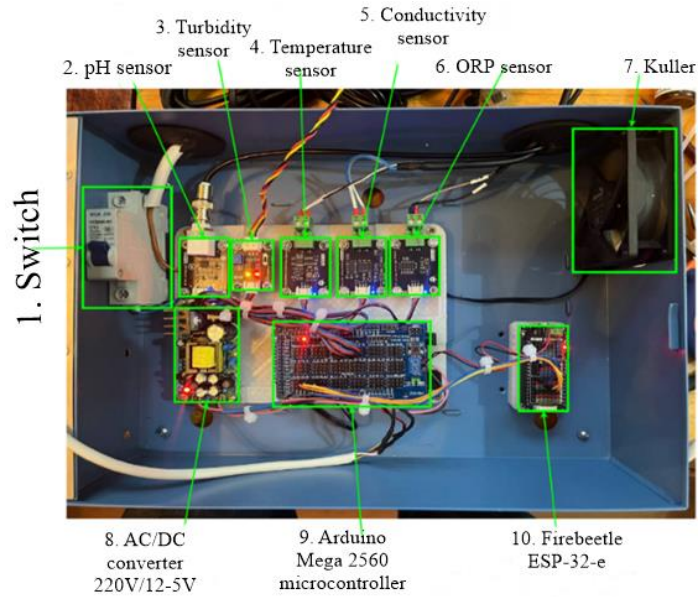 1. Switch
2. pH sensor
3. Turbidity
sensor
4. Temperature
sensor
5. Conductivity
sensor
6. ORP sensor
7. Kuller
8. AC/DC
converter
220V/12-5V
9. Arduino
Mega 2560
microcontroller
10. Firebeetle
ESP-32-e